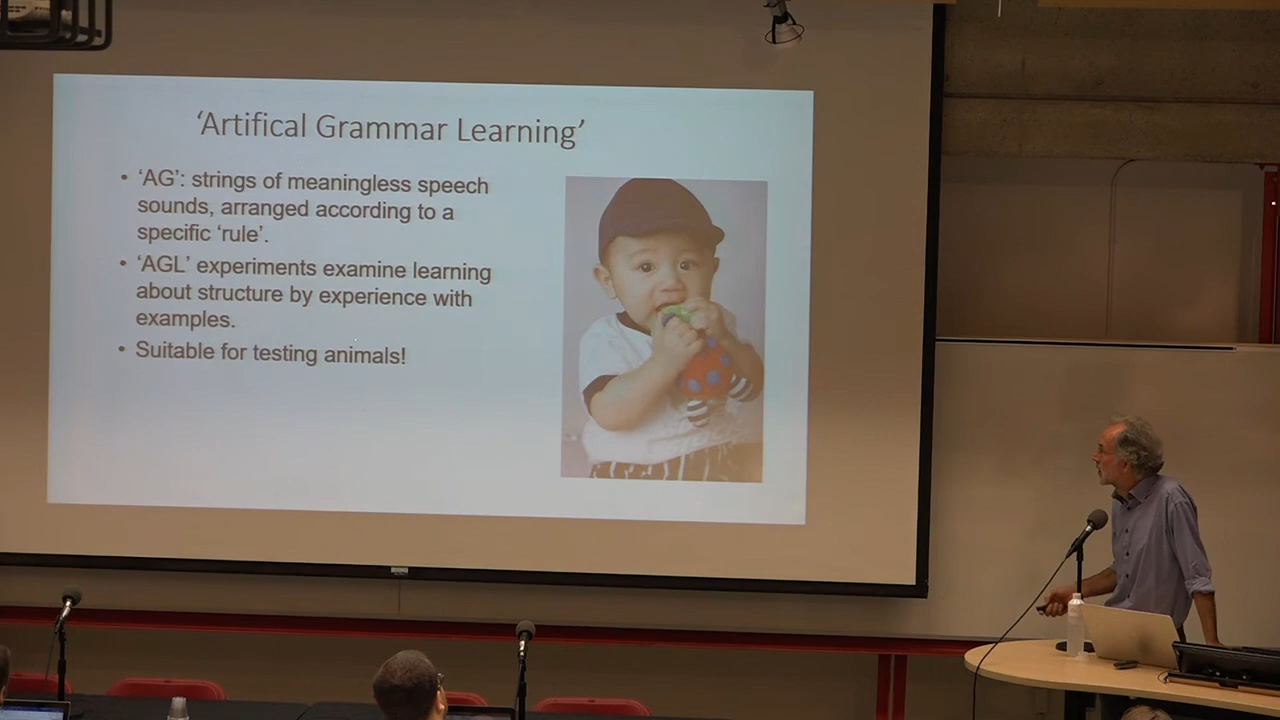 ‘Artifical Grammar Learning’
• ‘AG’: strings of meaningless speech
sounds, arranged according to a
specific ‘rule’.
• ‘AGL’ experiments examine learning
about structure by experience with
examples.
• Suitable for testing animals!